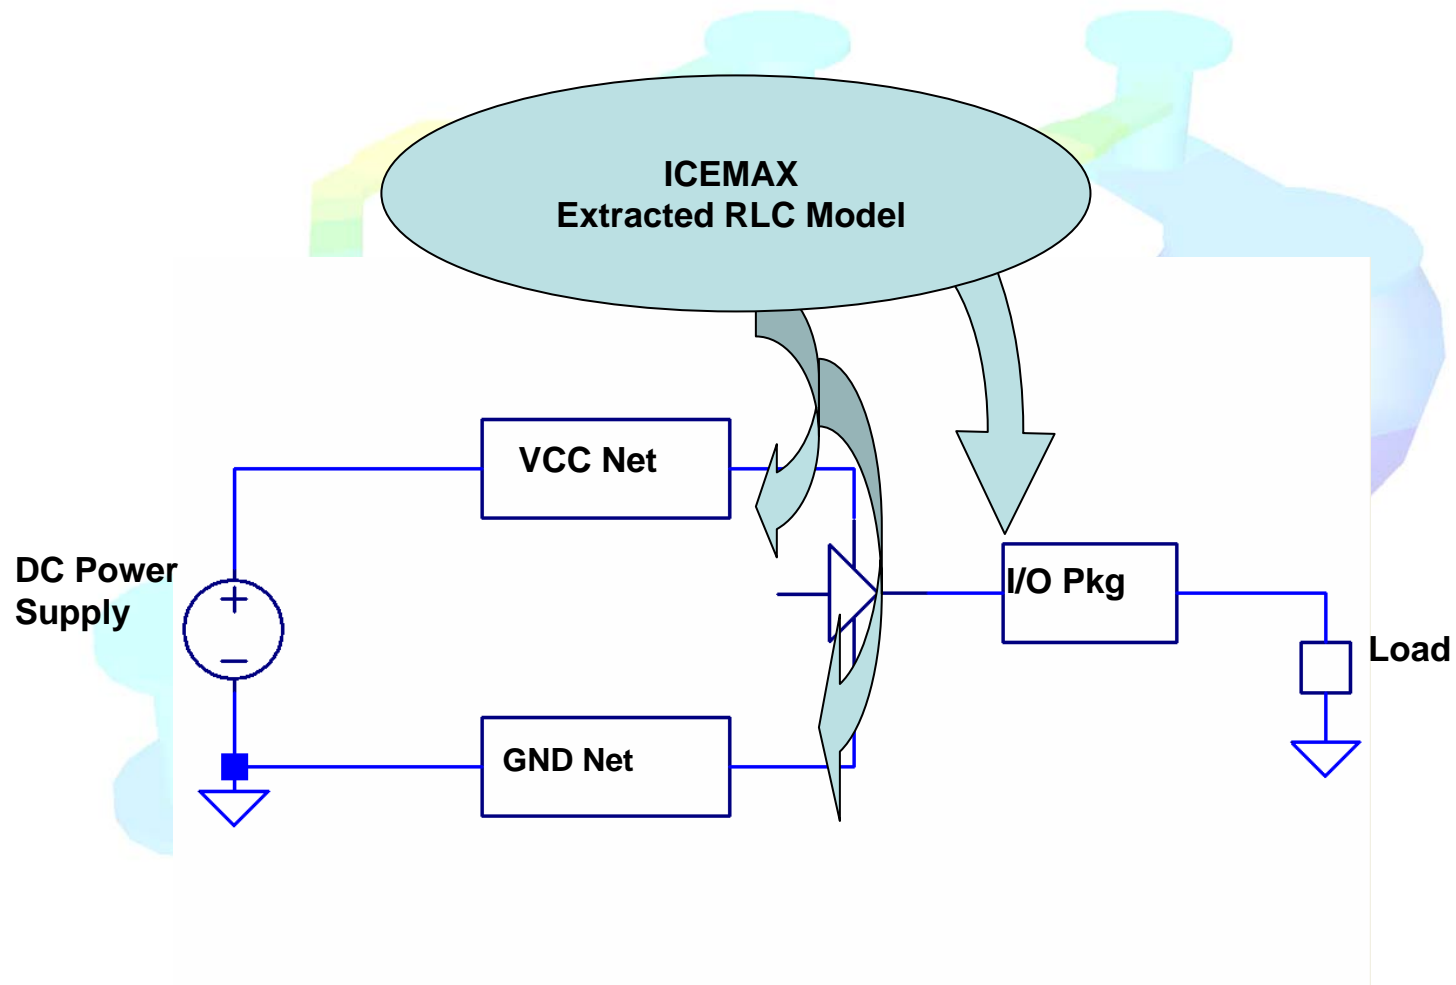 ICEMAX
Extracted RLC Model
VCC Net
DC Power
Supply
I/O Pkg
Load
GND Net